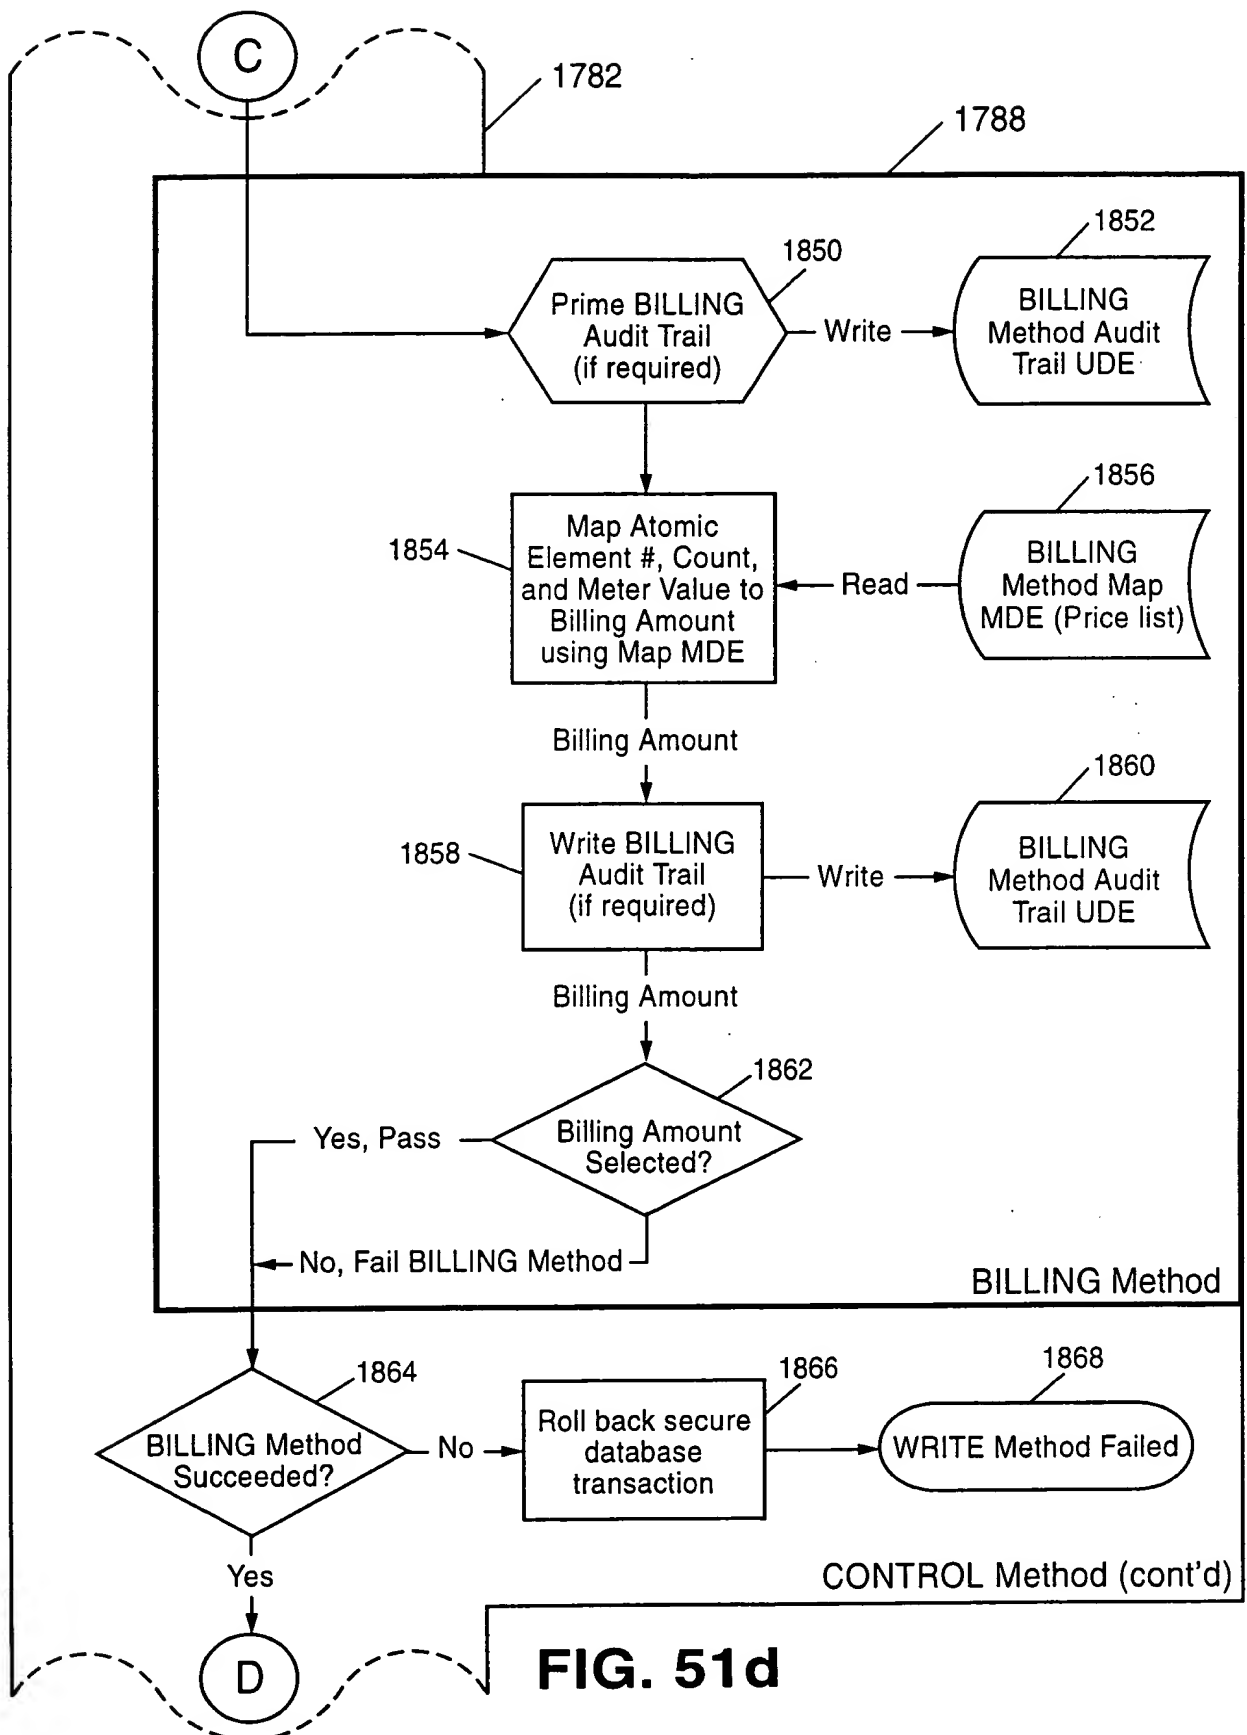 C
1782
1788
1850
1852
Prime BILLING
Audit Trail
(if required)
Write
BILLING
Method Audit
Trail UDE
1854
1856
Map Atomic
Element #, Count,
and Meter Value to
Billing Amount
using Map MDE
Read
BILLING
Method Map
MDE (Price list)
Billing Amount
1858
1860
Write BILLING
Audit Trail
(if required)
Write
BILLING
Method Audit
Trail UDE
Billing Amount
1862
Yes, Pass
Billing Amount
Selected?
No, Fail BILLING Method
BILLING Method
1864
1866
1868
BILLING Method
Succeeded?
No
Roll back secure
database
transaction
WRITE Method Failed
Yes
CONTROL Method (cont'd)
D
FIG. 51d